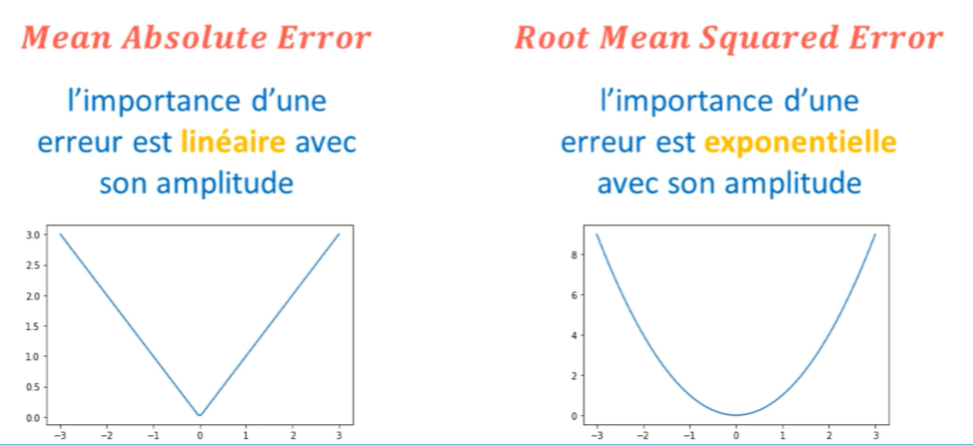 Mean Absolute Error
l'importance d'une
erreur est linéaire avec
son amplitude
3.0
2.5
2.0
1.5
1.0
0.5
0.0
-3 -2 -1 0 1 2 3
Root Mean Squared Error
l'importance d'une
erreur est exponentielle
avec son amplitude
8
6
4
2
0
-3 -2 -1 0 1 2 3